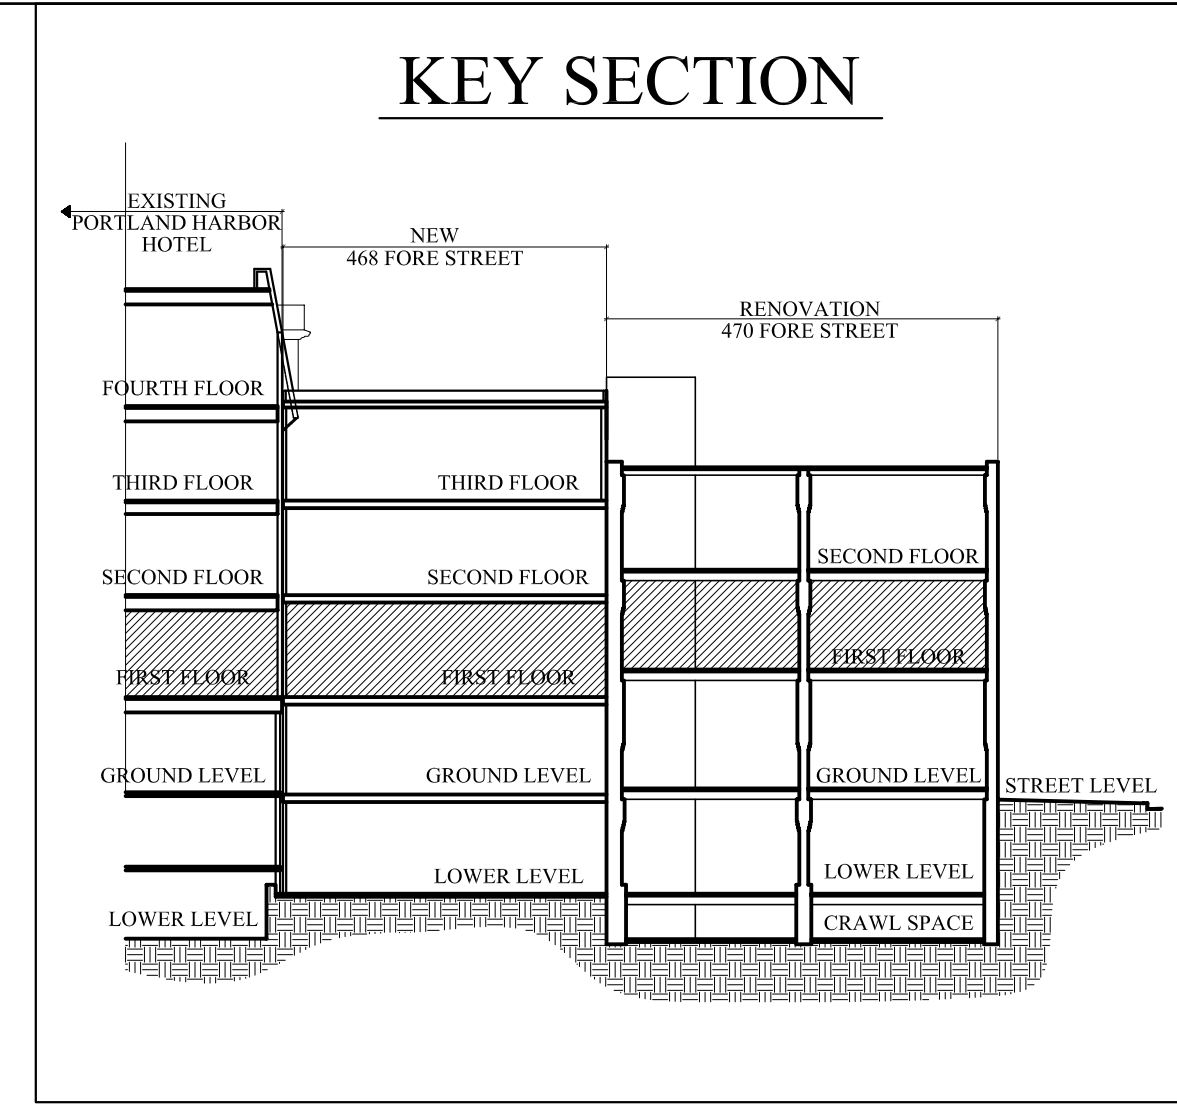 KEY SECTION
EXISTING
PORTLAND HARBOR
HOTEL
NEW
468 FORE STREET
RENOVATION
470 FORE STREET
FOURTH FLOOR
THIRD FLOOR
THIRD FLOOR
SECOND FLOOR
SECOND FLOOR
SECOND FLOOR
FIRST FLOOR
FIRST FLOOR
FIRST FLOOR
GROUND LEVEL
GROUND LEVEL
GROUND LEVEL
STREET LEVEL
LOWER LEVEL
LOWER LEVEL
LOWER LEVEL
CRAWL SPACE